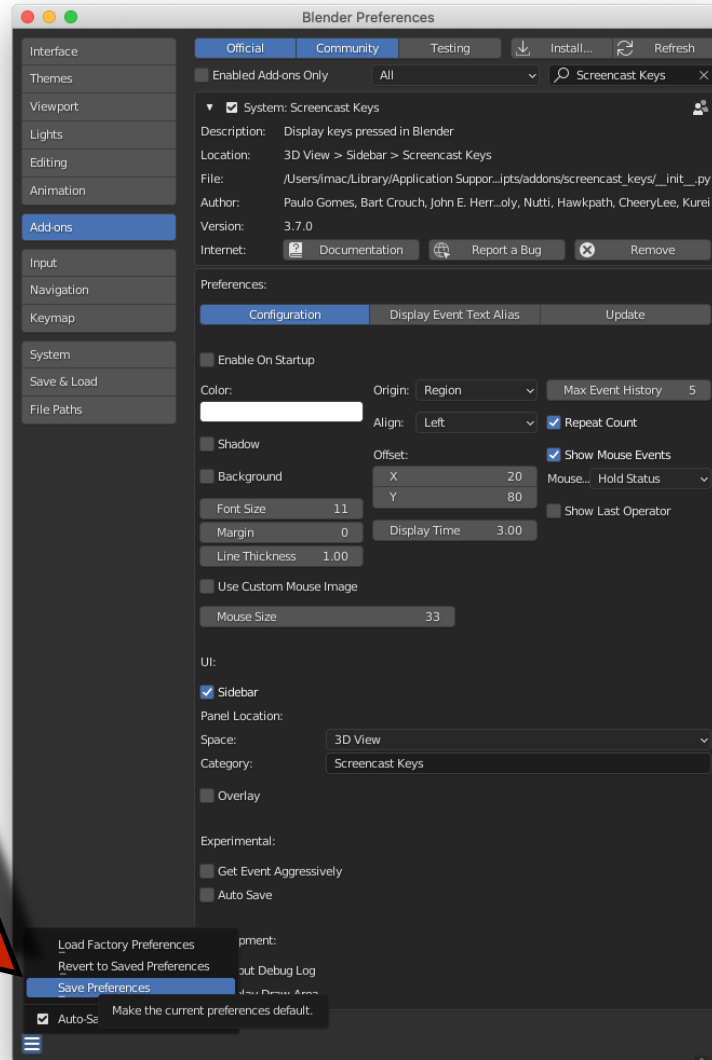 Blender Preferences
Interface
Themes
Viewport
Lights
Editing
Animation
Add-ons
Input
Navigation
Keymap
System
Save & Load
File Paths
Official Community Testing Install... Refresh
Enabled Add-ons Only All Screencast Keys
System: Screencast Keys
Description: Display keys pressed in Blender
Location: 3D View > Sidebar > Screencast Keys
File: /Users/imac/Library/Application Suppor...ipts/addons/screencast_keys/__init__.py
Author: Paulo Gomes, Bart Crouch, John E. Herr...oly, Nutti, Hawkpath, CheeryLee, Kurei
Version: 3.7.0
Internet: Documentation Report a Bug Remove
Preferences:
Configuration Display Event Text Alias Update
Enable On Startup
Color: Origin: Region Max Event History 5
Align: Left Repeat Count
Shadow Offset: Show Mouse Events
Background X 20 Mouse... Hold Status
Y 80
Font Size 11 Show Last Operator
Margin 0 Display Time 3.00
Line Thickness 1.00
Use Custom Mouse Image
Mouse Size 33
UI:
Sidebar
Panel Location:
Space: 3D View
Category: Screencast Keys
Overlay
Experimental:
Get Event Aggressively
Auto Save
pment:
Load Factory Preferences
Revert to Saved Preferences
ut Debug Log
Save Preferences
Make the current preferences default.
Auto-Sa